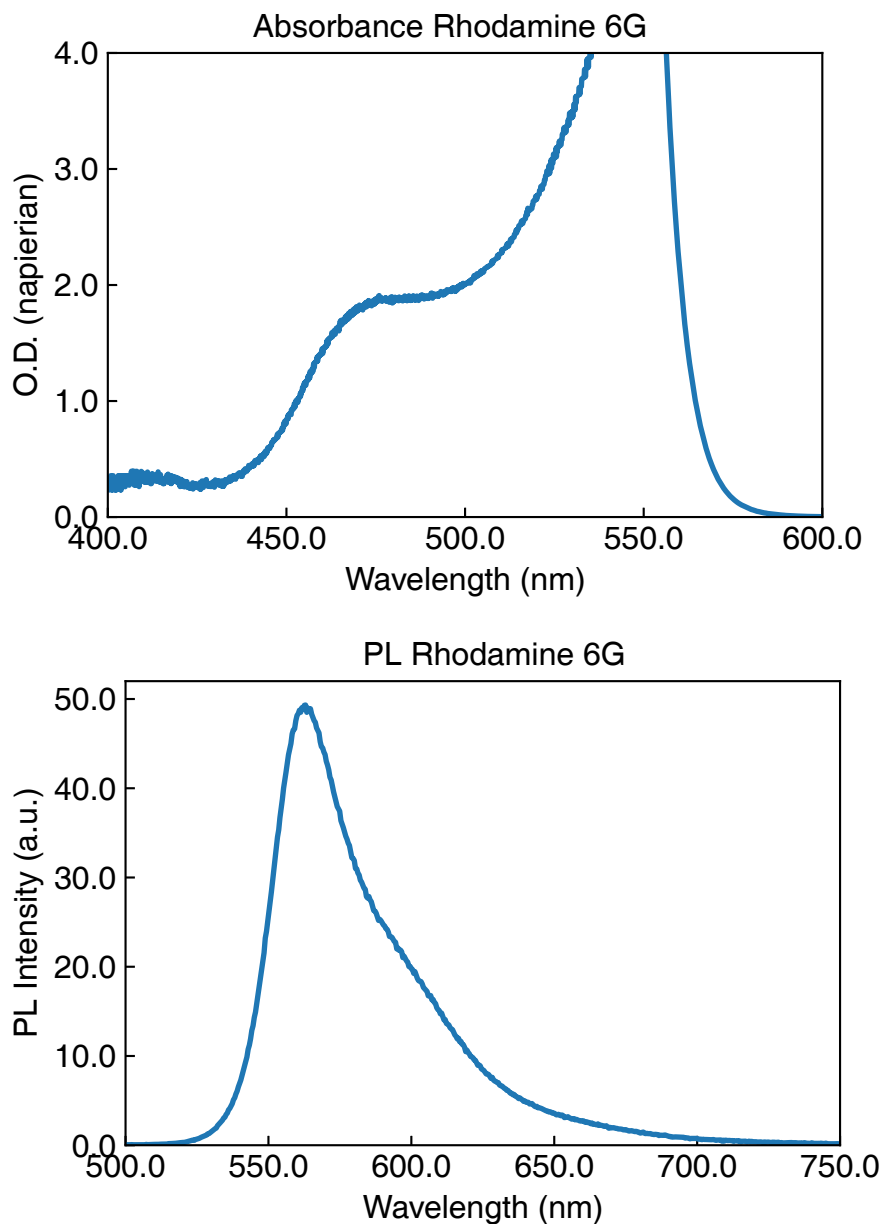 Absorbance Rhodamine 6G
4.0
3.0
2.0
1.0
0.0
O.D. (napierian)
400.0 450.0 500.0 550.0 600.0
Wavelength (nm)
PL Rhodamine 6G
50.0
40.0
30.0
20.0
10.0
0.0
PL Intensity (a.u.)
500.0 550.0 600.0 650.0 700.0 750.0
Wavelength (nm)